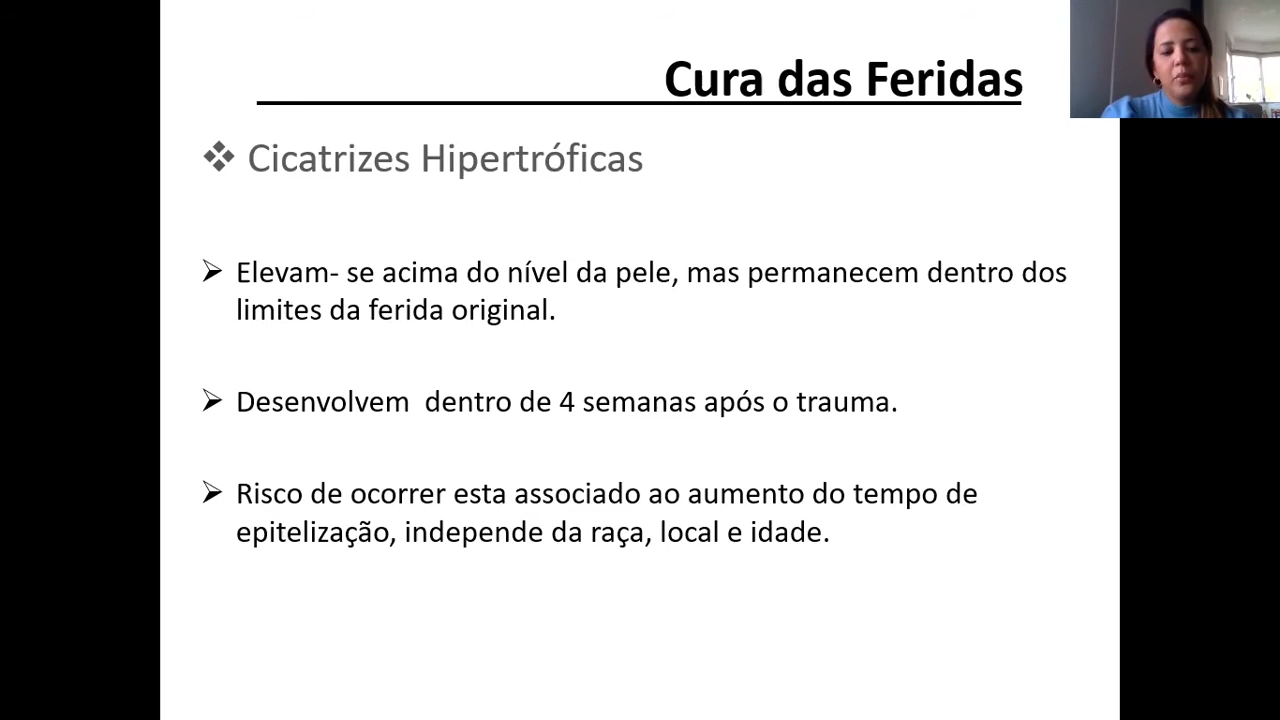 Cura das Feridas
❖ Cicatrizes Hipertróficas
➢ Elevam- se acima do nível da pele, mas permanecem dentro dos
limites da ferida original.
➢ Desenvolvem dentro de 4 semanas após o trauma.
➢ Risco de ocorrer esta associado ao aumento do tempo de
epitelização, independe da raça, local e idade.